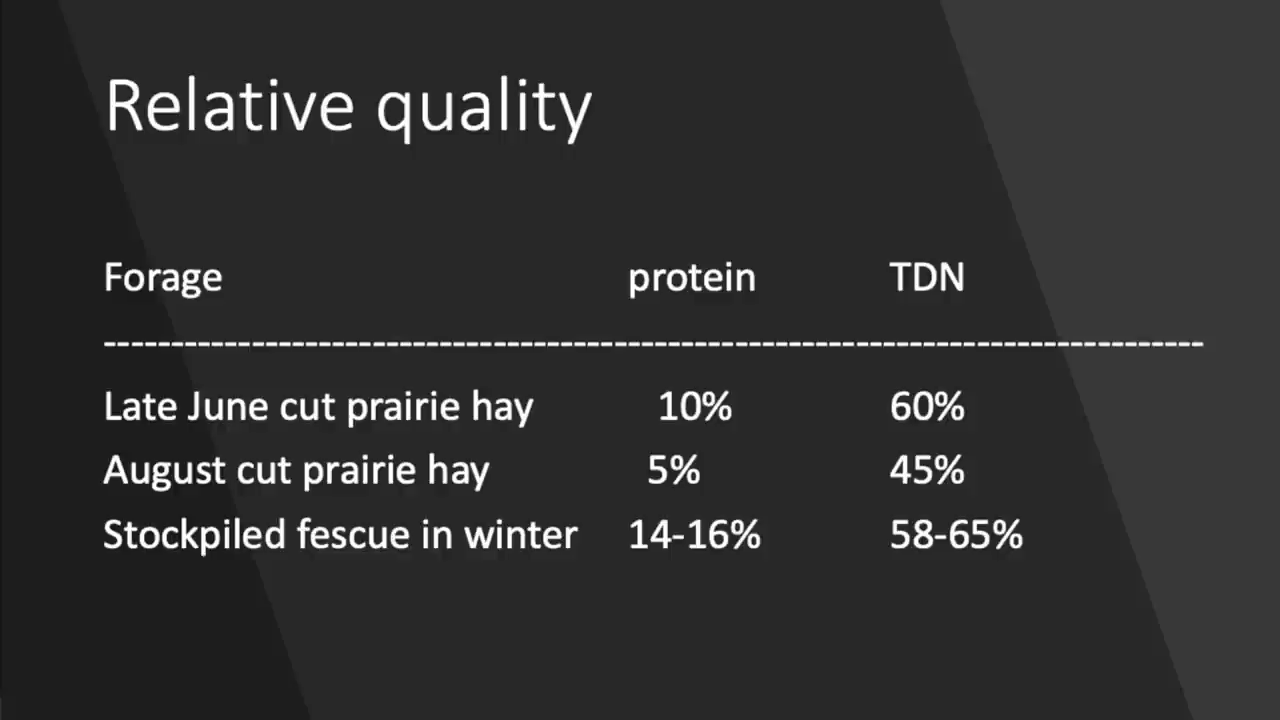 Relative quality
Forage protein TDN
--------------------------------------------------------------------------------
Late June cut prairie hay 10% 60%
August cut prairie hay 5% 45%
Stockpiled fescue in winter 14-16% 58-65%